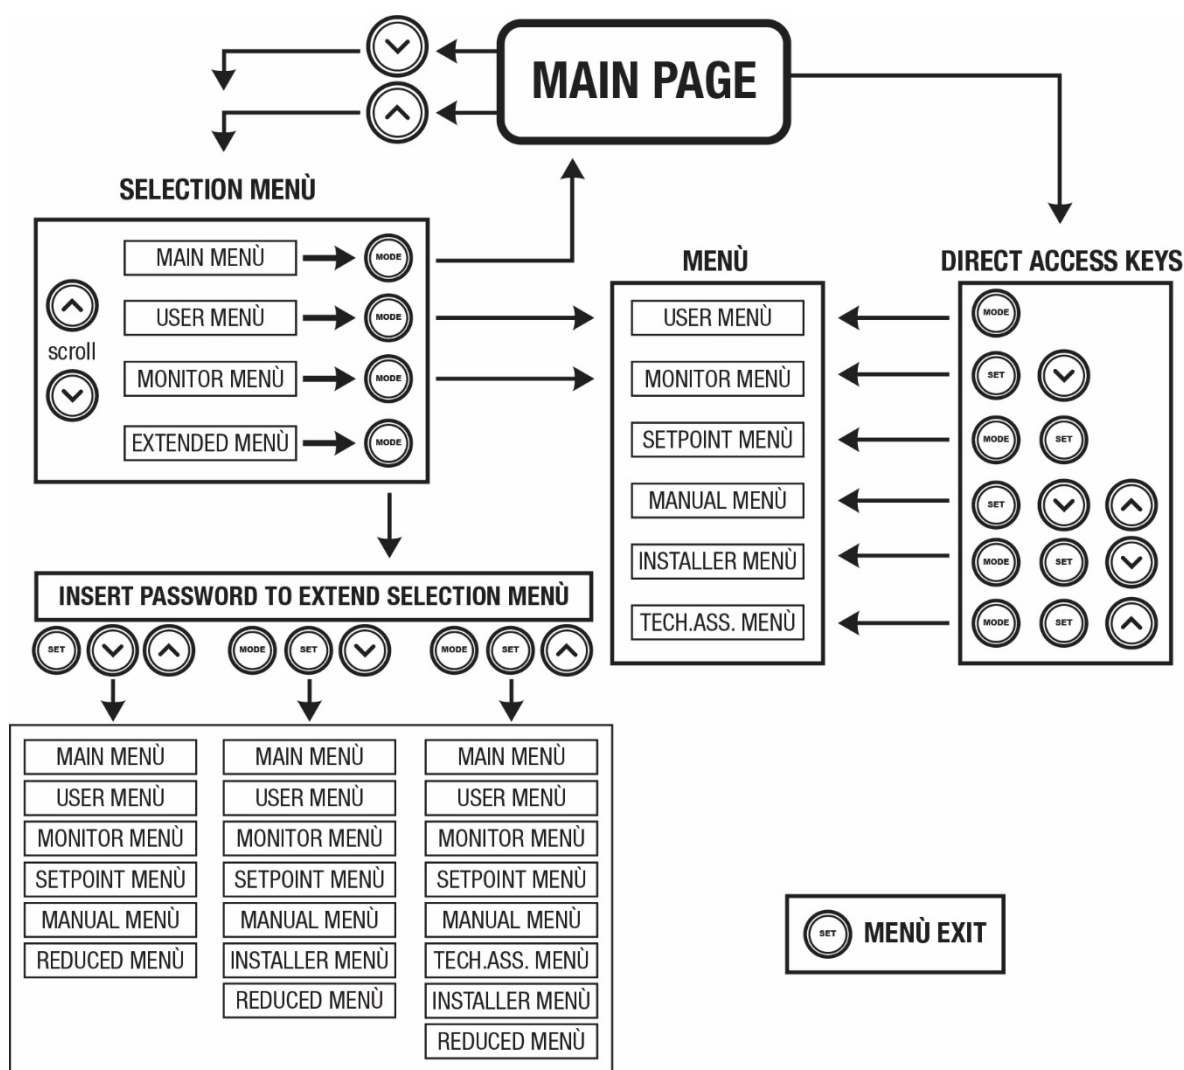 MAIN PAGE
SELECTION MENÙ
MAIN MENÙ MODE
USER MENÙ MODE
scroll
MONITOR MENÙ MODE
EXTENDED MENÙ MODE
MENÙ
USER MENÙ
MONITOR MENÙ
SETPOINT MENÙ
MANUAL MENÙ
INSTALLER MENÙ
TECH.ASS. MENÙ
DIRECT ACCESS KEYS
MODE
SET
MODE SET
SET
MODE SET
MODE SET
INSERT PASSWORD TO EXTEND SELECTION MENÙ
SET
MODE SET
MODE SET
MAIN MENÙ
USER MENÙ
MONITOR MENÙ
SETPOINT MENÙ
MANUAL MENÙ
REDUCED MENÙ
MAIN MENÙ
USER MENÙ
MONITOR MENÙ
SETPOINT MENÙ
MANUAL MENÙ
INSTALLER MENÙ
REDUCED MENÙ
MAIN MENÙ
USER MENÙ
MONITOR MENÙ
SETPOINT MENÙ
MANUAL MENÙ
TECH.ASS. MENÙ
INSTALLER MENÙ
REDUCED MENÙ
SET MENÙ EXIT